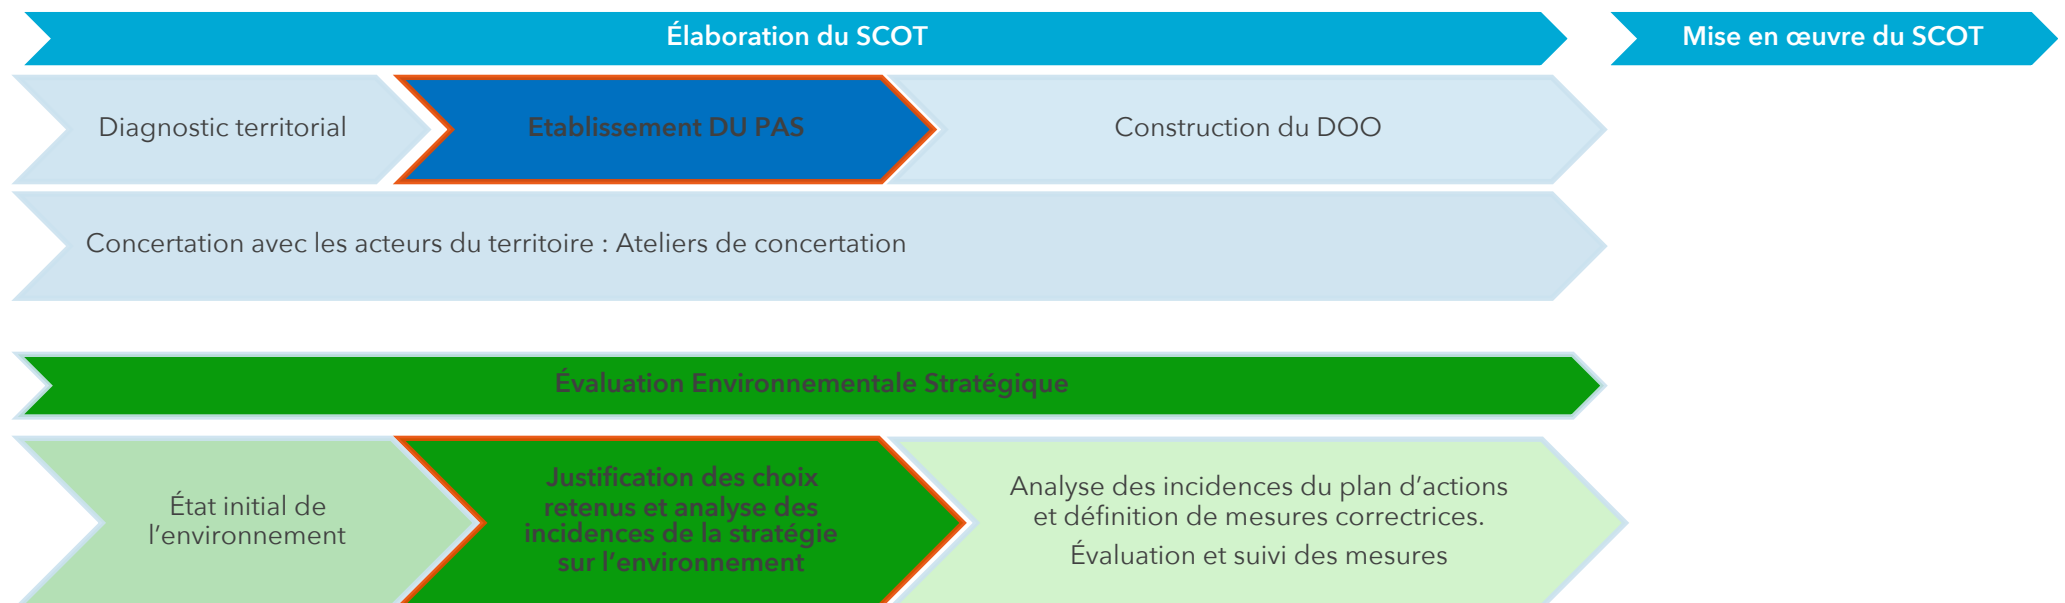 Élaboration du SCOT
Mise en œuvre du SCOT
Diagnostic territorial
Etablissement DU PAS
Construction du DOO
Concertation avec les acteurs du territoire : Ateliers de concertation
Évaluation Environnementale Stratégique
État initial de
l’environnement
Justification des choix
retenus et analyse des
incidences de la stratégie
sur l’environnement
Analyse des incidences du plan d’actions
et définition de mesures correctrices.
Évaluation et suivi des mesures